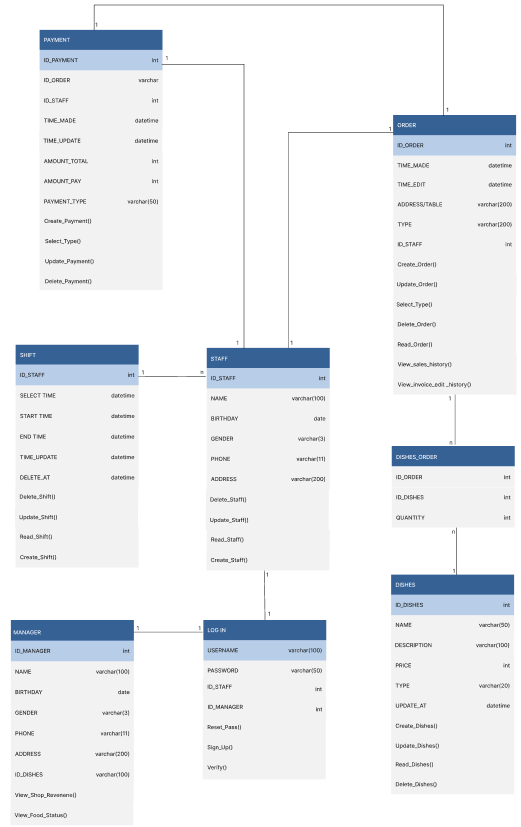 1
PAYMENT
ID_PAYMENT int
ID_ORDER varchar
ID_STAFF int
TIME_MADE datetime
TIME_UPDATE datetime
AMOUNT_TOTAL int
AMOUNT_PAY int
PAYMENT_TYPE varchar(50)
Create_Payment()
Select_Type()
Update_Payment()
Delete_Payment()
1
1
1
ORDER
ID_ORDER int
TIME_MADE datetime
TIME_EDIT datetime
ADDRESS/TABLE varchar(200)
TYPE varchar(200)
ID_STAFF int
Create_Order()
Update_Order()
Select_Type()
Delete_Order()
Read_Order()
View_sales_history()
View_invoice_edit_history()
1
1
1
SHIFT
ID_STAFF int
SELECT TIME datetime
START TIME datetime
END TIME datetime
TIME_UPDATE datetime
DELETE_AT datetime
Delete_Shift()
Update_Shift()
Read_Shift()
Create_Shift()
1
n
STAFF
ID_STAFF int
NAME varchar(100)
BIRTHDAY date
GENDER varchar(3)
PHONE varchar(11)
ADDRESS varchar(200)
Delete_Staff()
Update_Staff()
Read_Staff()
Create_Staff()
n
DISHES_ORDER
ID_ORDER int
ID_DISHES int
QUANTITY int
n
1
DISHES
ID_DISHES int
NAME varchar(50)
DESCRIPTION varchar(100)
PRICE int
TYPE varchar(20)
UPDATE_AT datetime
Create_Dishes()
Update_Dishes()
Read_Dishes()
Delete_Dishes()
1
1
MANAGER
ID_MANAGER int
NAME varchar(100)
BIRTHDAY date
GENDER varchar(3)
PHONE varchar(11)
ADDRESS varchar(200)
ID_DISHES varchar(100)
View_Shop_Revenene()
View_Food_Status()
1
1
LOG IN
USERNAME varchar(100)
PASSWORD varchar(50)
ID_STAFF int
ID_MANAGER int
Reset_Pass()
Sign_Up()
Verify()